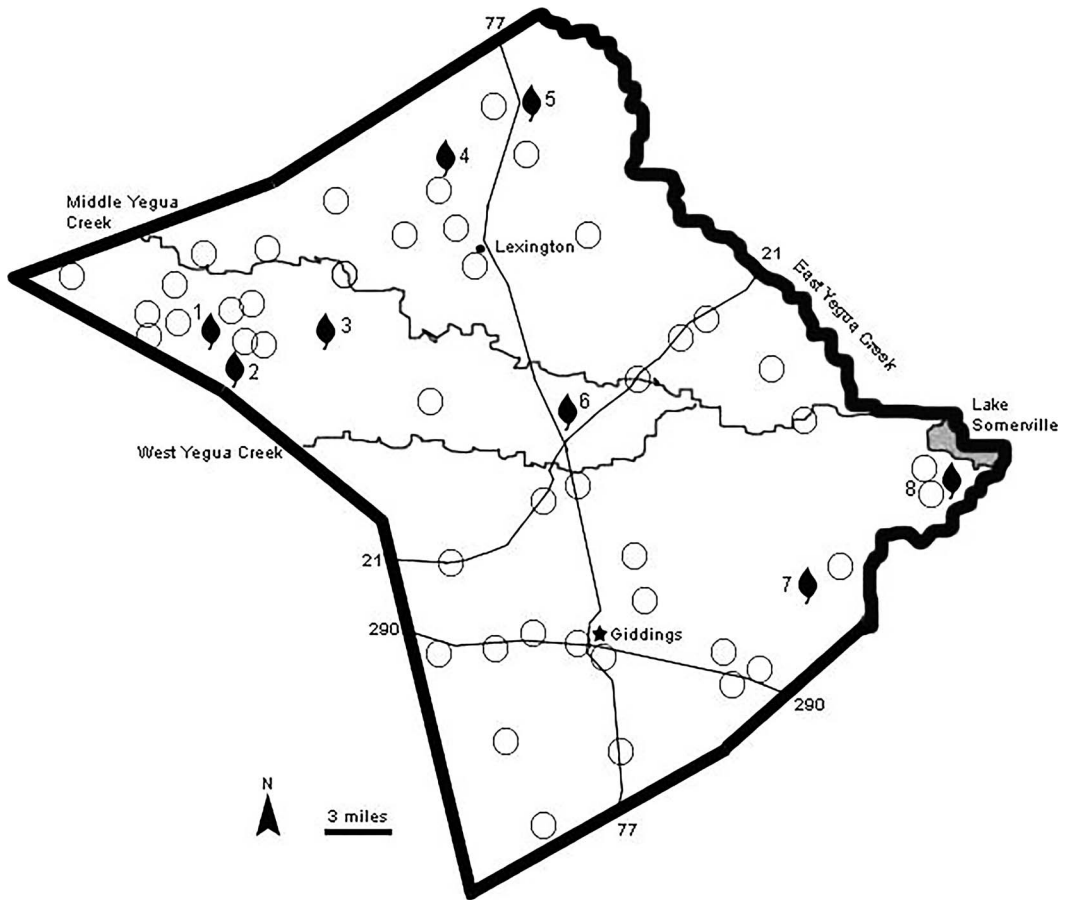 77
5
4
Middle Yegua
Creek
Lexington
21
East Yegua Creek
1
3
2
6
Lake
Somerville
West Yegua Creek
8
21
7
290
Giddings
290
N
3 miles
77